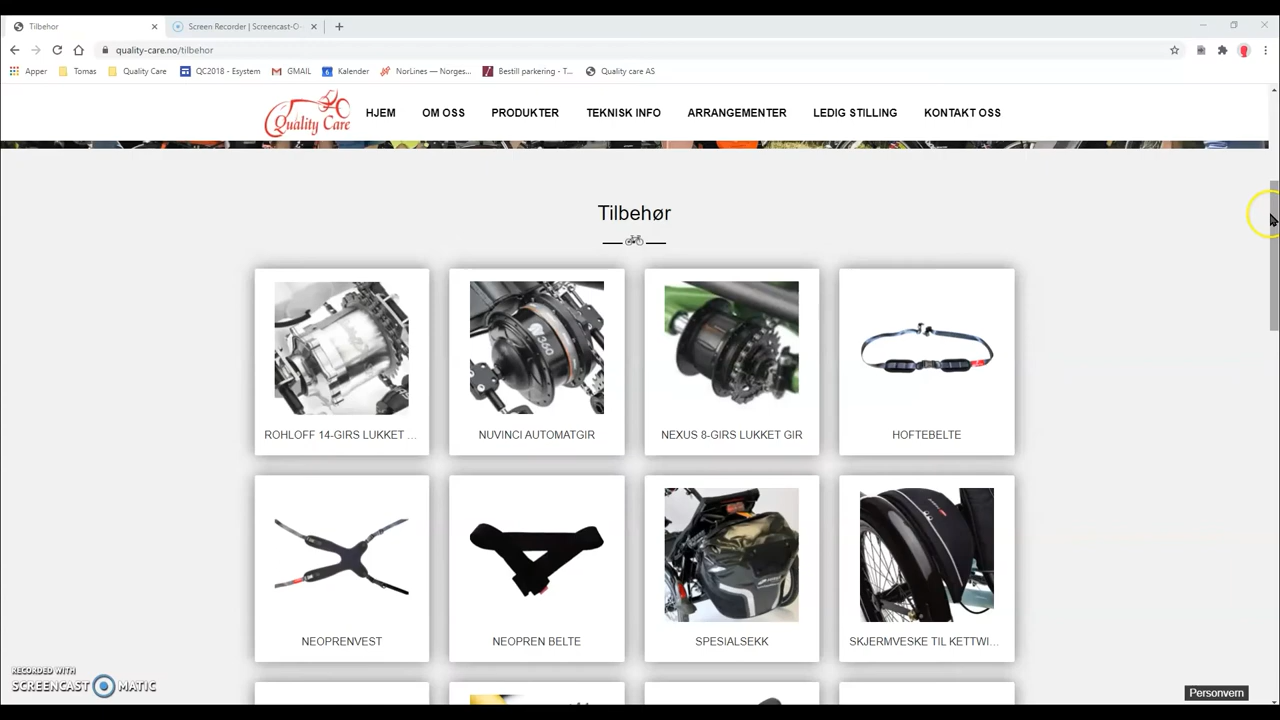 Tilbehor
Screen Recorder | Screencast-O-
quality-care.no/tilbehor
Apper
Tomas
Quality Care
QC2018 - Esystem
GMAIL
Kalender
NorLines — Norges...
Bestill parkering - T...
Quality care AS
Quality Care
HJEM
OM OSS
PRODUKTER
TEKNISK INFO
ARRANGEMENTER
LEDIG STILLING
KONTAKT OSS
Tilbehør
360
ROHLOFF 14-GIRS LUKKET ...
NUVINCI AUTOMATGIR
NEXUS 8-GIRS LUKKET GIR
HOFTEBELTE
NEOPRENVEST
NEOPREN BELTE
SPESIALSEKK
SKJERMVESKE TIL KETTWI...
RECORDED WITH
SCREENCAST MATIC
Personvern